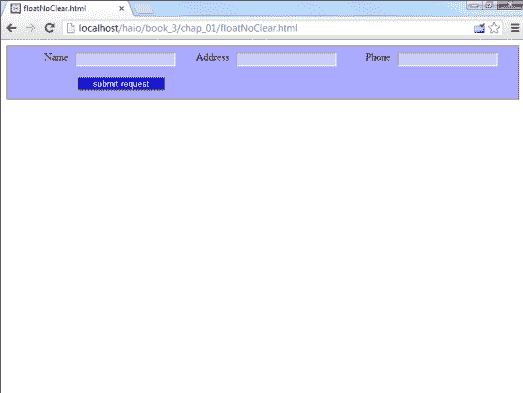 floatNoClear.html
localhost/haio/book_3/chap_01/floatNoClear.html
Name Address Phone
submit request